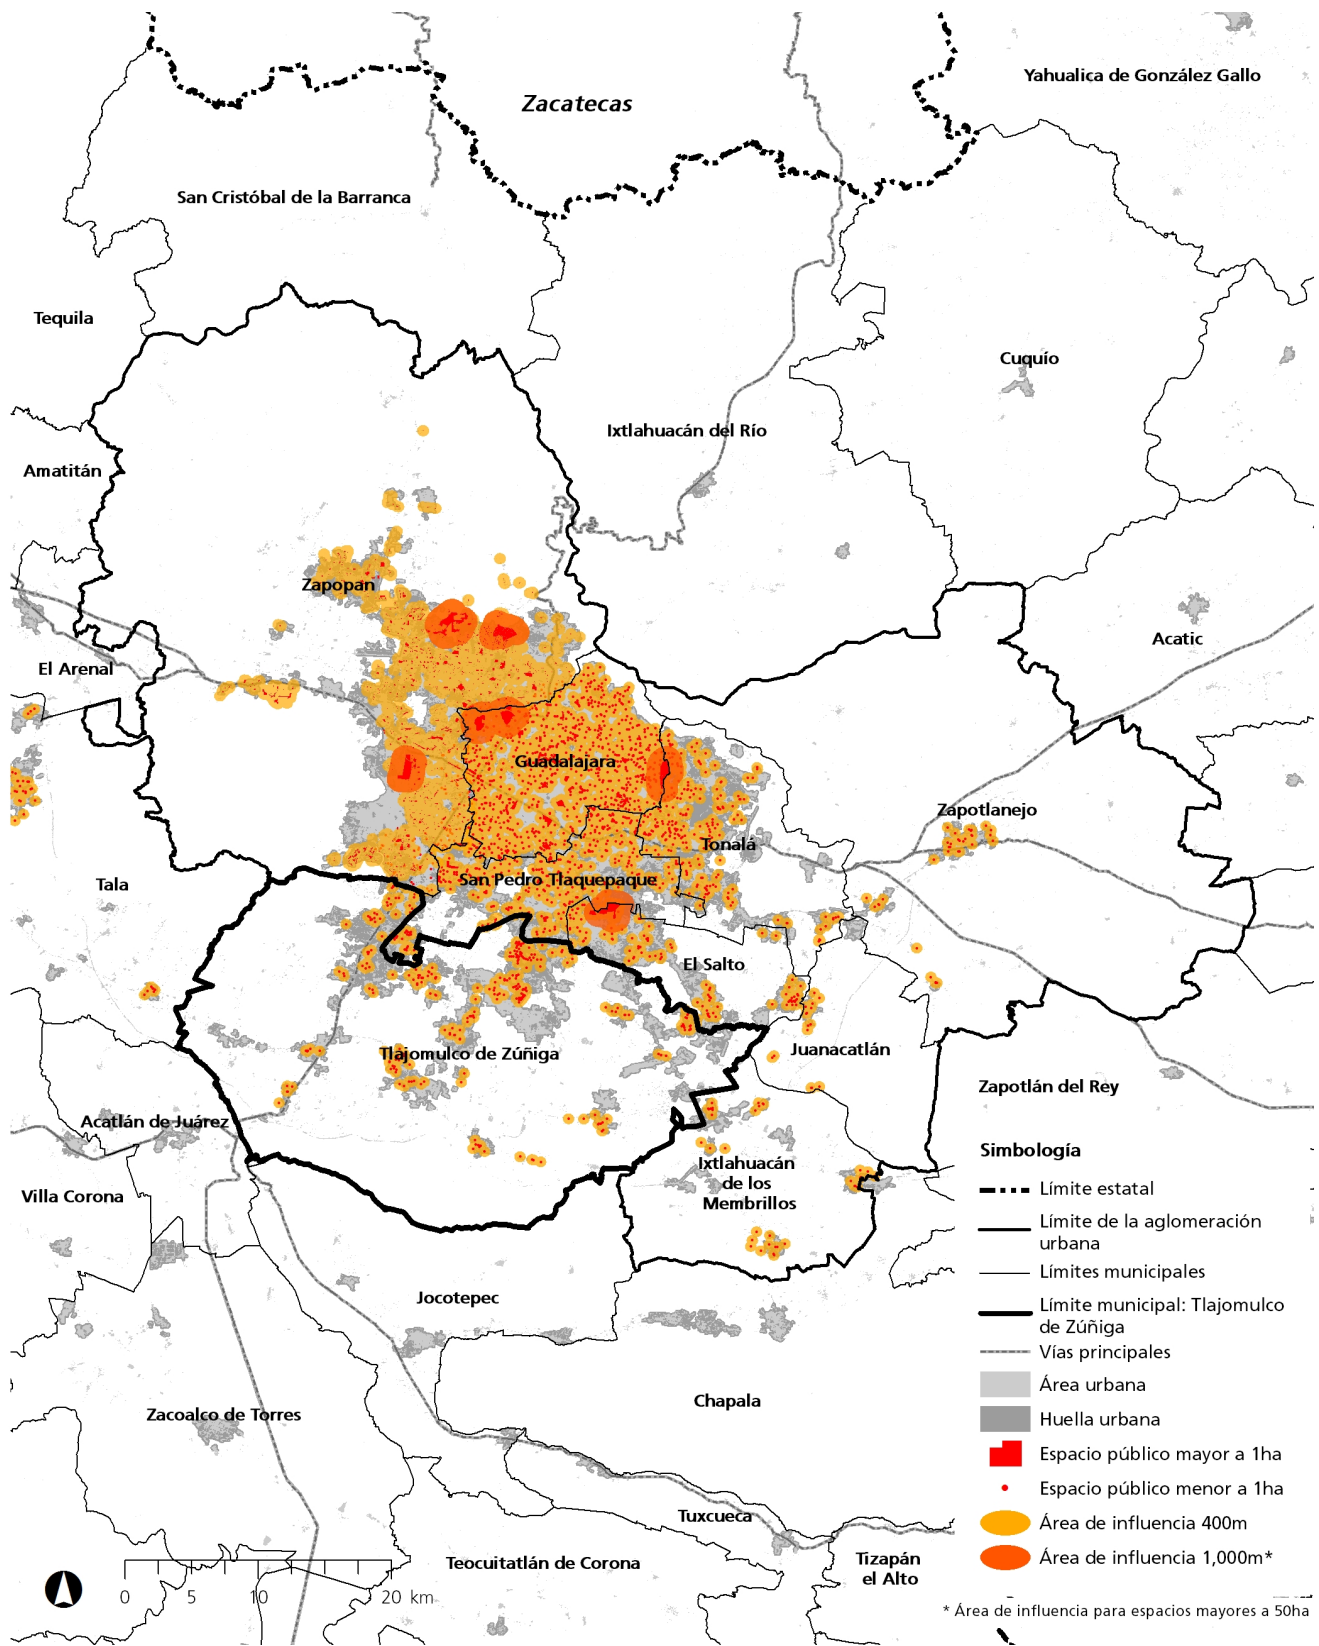 Yahualica de González Gallo
Zacatecas
San Cristóbal de la Barranca
Tequila
Cuquío
Ixtlahuacán del Río
Amatitán
Zapopan
Acatic
El Arenal
Guadalajara
Zapotlanejo
Tonalá
San Pedro Tlaquepaque
Tala
El Salto
Juanacatlán
Tlajomulco de Zúñiga
Zapotlán del Rey
Acatlán de Juárez
Ixtlahuacán
de los
Membrillos
Villa Corona
Jocotepec
Chapala
Zacoalco de Torres
Tuxcueca
Teocuitatlán de Corona
Tizapán
el Alto
Simbología
Límite estatal
Límite de la aglomeración
urbana
Límites municipales
Límite municipal: Tlajomulco
de Zúñiga
Vías principales
Área urbana
Huella urbana
Espacio público mayor a 1ha
Espacio público menor a 1ha
Área de influencia 400m
Área de influencia 1,000m*
0 5 10 20 km
* Área de influencia para espacios mayores a 50ha